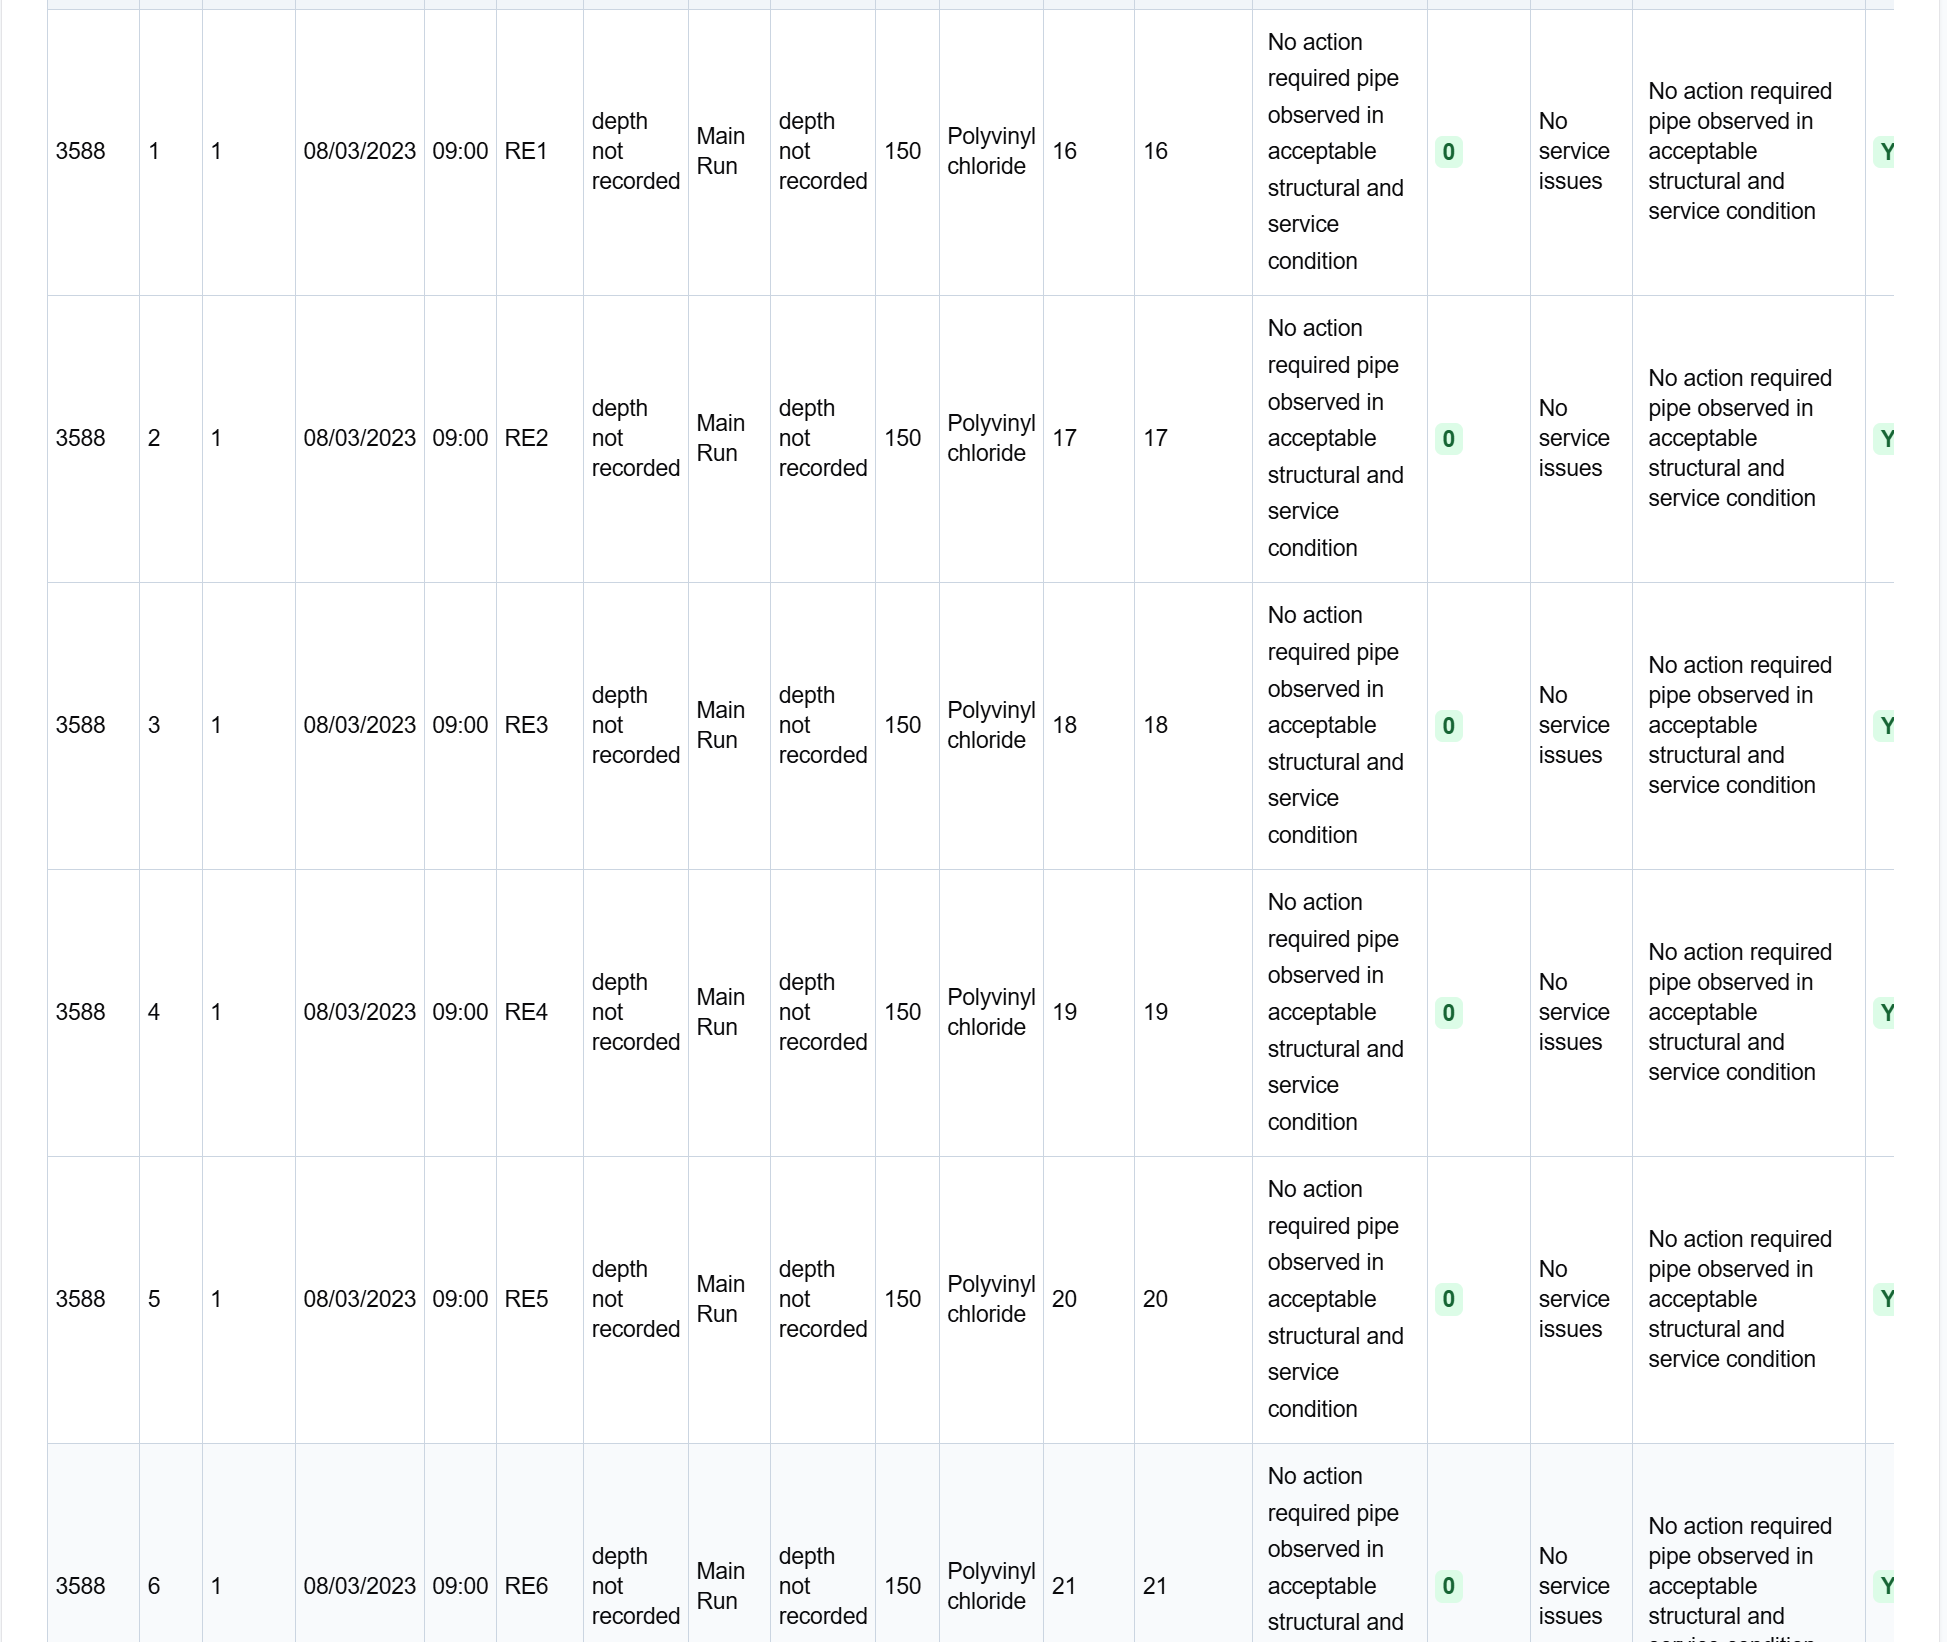 3588 1 1 08/03/2023 09:00 RE1 depth not recorded Main Run depth not recorded 150 Polyvinyl chloride 16 16 No action required pipe observed in acceptable structural and service condition 0 No service issues No action required pipe observed in acceptable structural and service condition Y
3588 2 1 08/03/2023 09:00 RE2 depth not recorded Main Run depth not recorded 150 Polyvinyl chloride 17 17 No action required pipe observed in acceptable structural and service condition 0 No service issues No action required pipe observed in acceptable structural and service condition Y
3588 3 1 08/03/2023 09:00 RE3 depth not recorded Main Run depth not recorded 150 Polyvinyl chloride 18 18 No action required pipe observed in acceptable structural and service condition 0 No service issues No action required pipe observed in acceptable structural and service condition Y
3588 4 1 08/03/2023 09:00 RE4 depth not recorded Main Run depth not recorded 150 Polyvinyl chloride 19 19 No action required pipe observed in acceptable structural and service condition 0 No service issues No action required pipe observed in acceptable structural and service condition Y
3588 5 1 08/03/2023 09:00 RE5 depth not recorded Main Run depth not recorded 150 Polyvinyl chloride 20 20 No action required pipe observed in acceptable structural and service condition 0 No service issues No action required pipe observed in acceptable structural and service condition Y
3588 6 1 08/03/2023 09:00 RE6 depth not recorded Main Run depth not recorded 150 Polyvinyl chloride 21 21 No action required pipe observed in acceptable structural and 0 No service issues No action required pipe observed in acceptable structural and Y